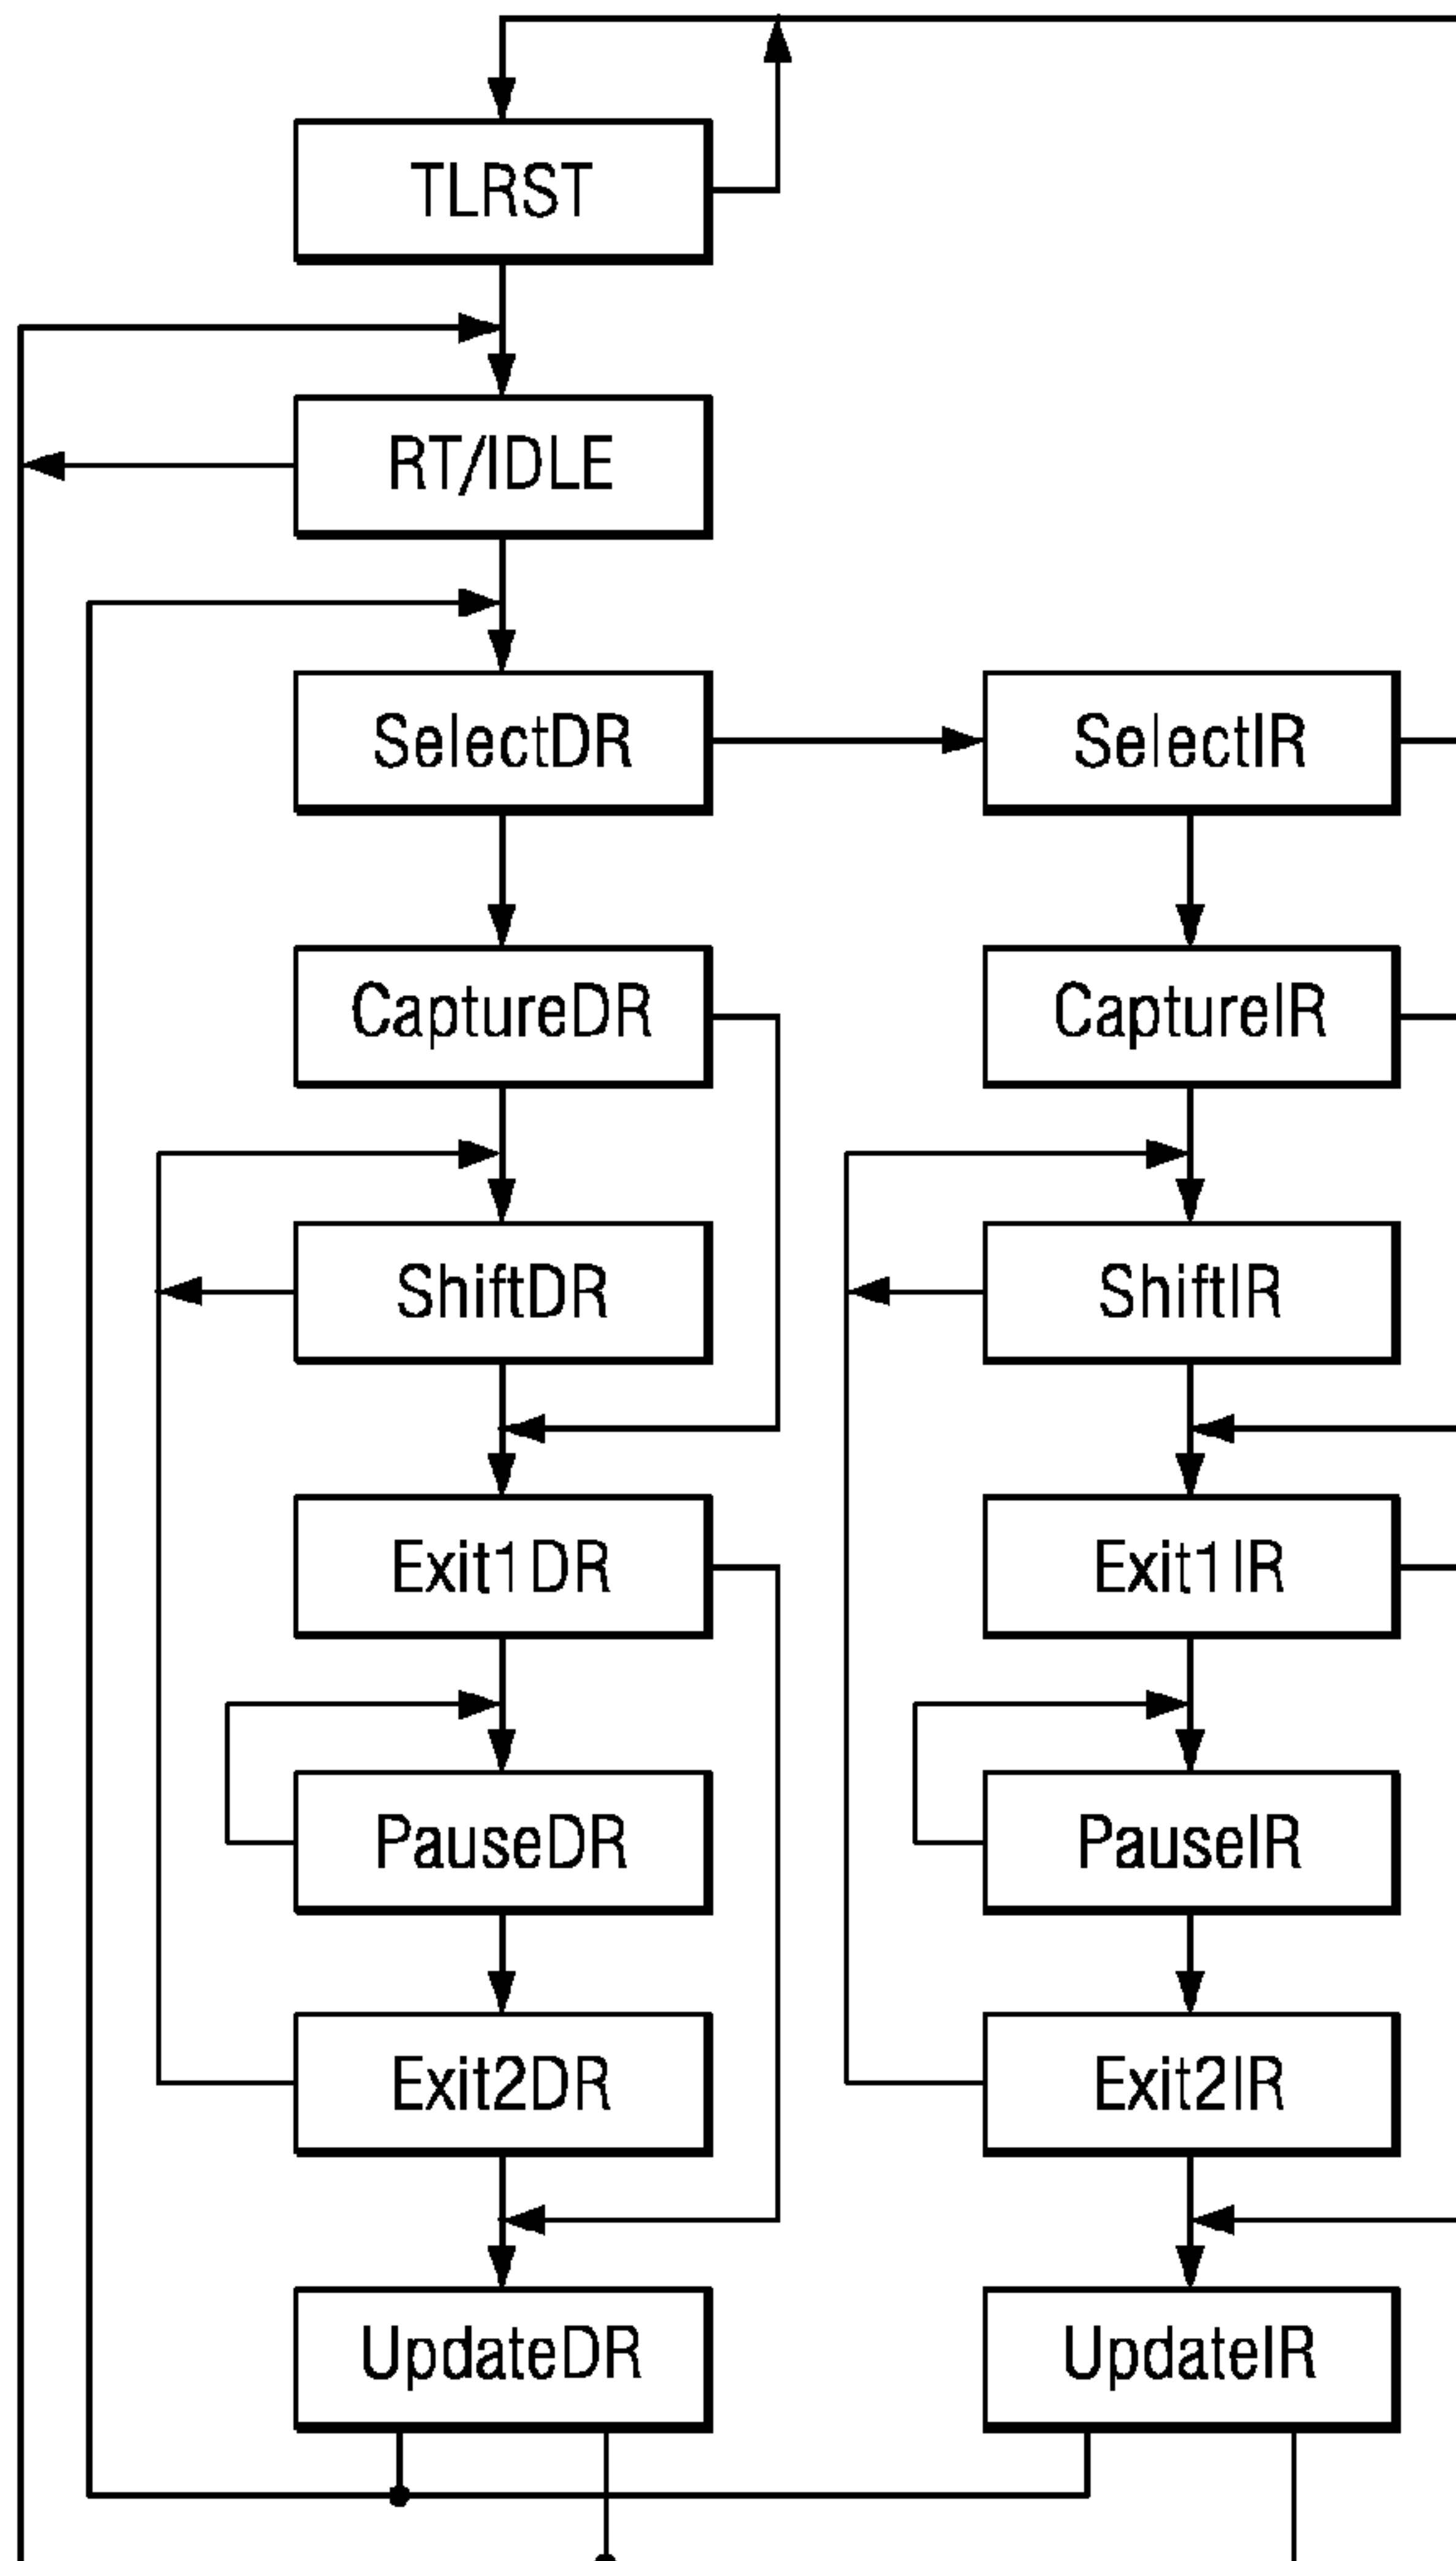 TLRST
RT/IDLE
SelectDR
SelectIR
CaptureDR
CaptureIR
ShiftDR
ShiftIR
Exit1DR
Exit1IR
PauseDR
PauseIR
Exit2DR
Exit2IR
UpdateDR
UpdateIR